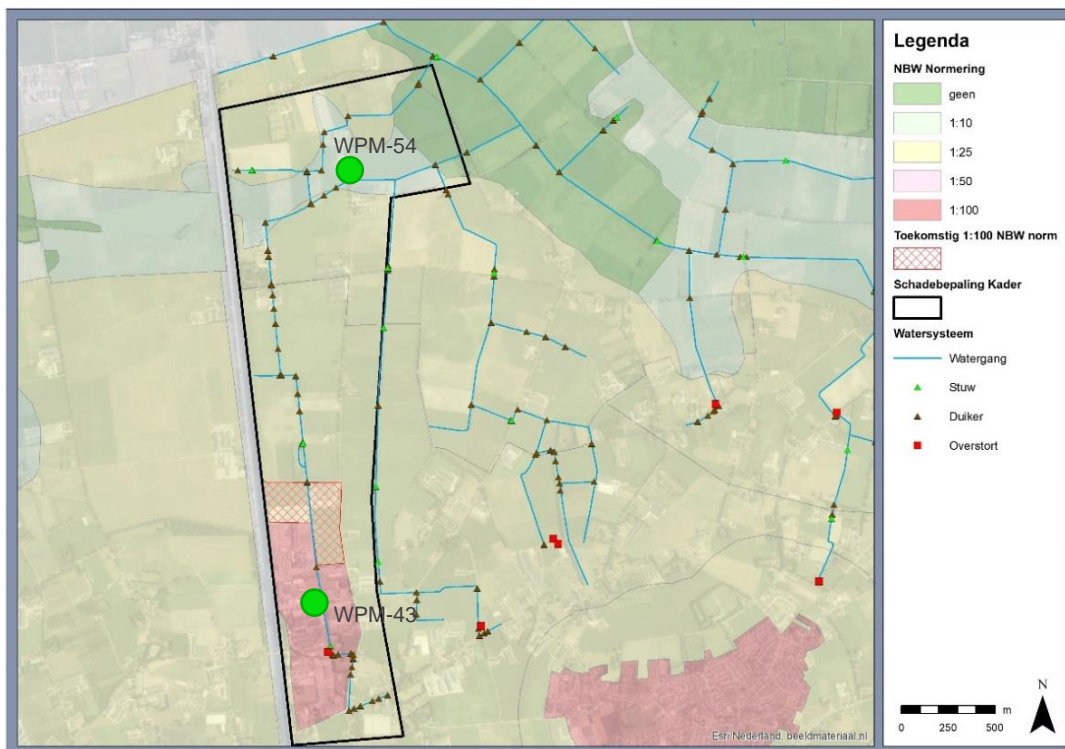 WPM-54
WPM-43
Esri Nederland, beeldmateriaal.nl
Legenda
NBW Normering
geen
1:10
1:25
1:50
1:100
Toekomstig 1:100 NBW norm
Schadebepaling Kader
Watersysteem
Watergang
Stuw
Duiker
Overstort
N
m
0 250 500